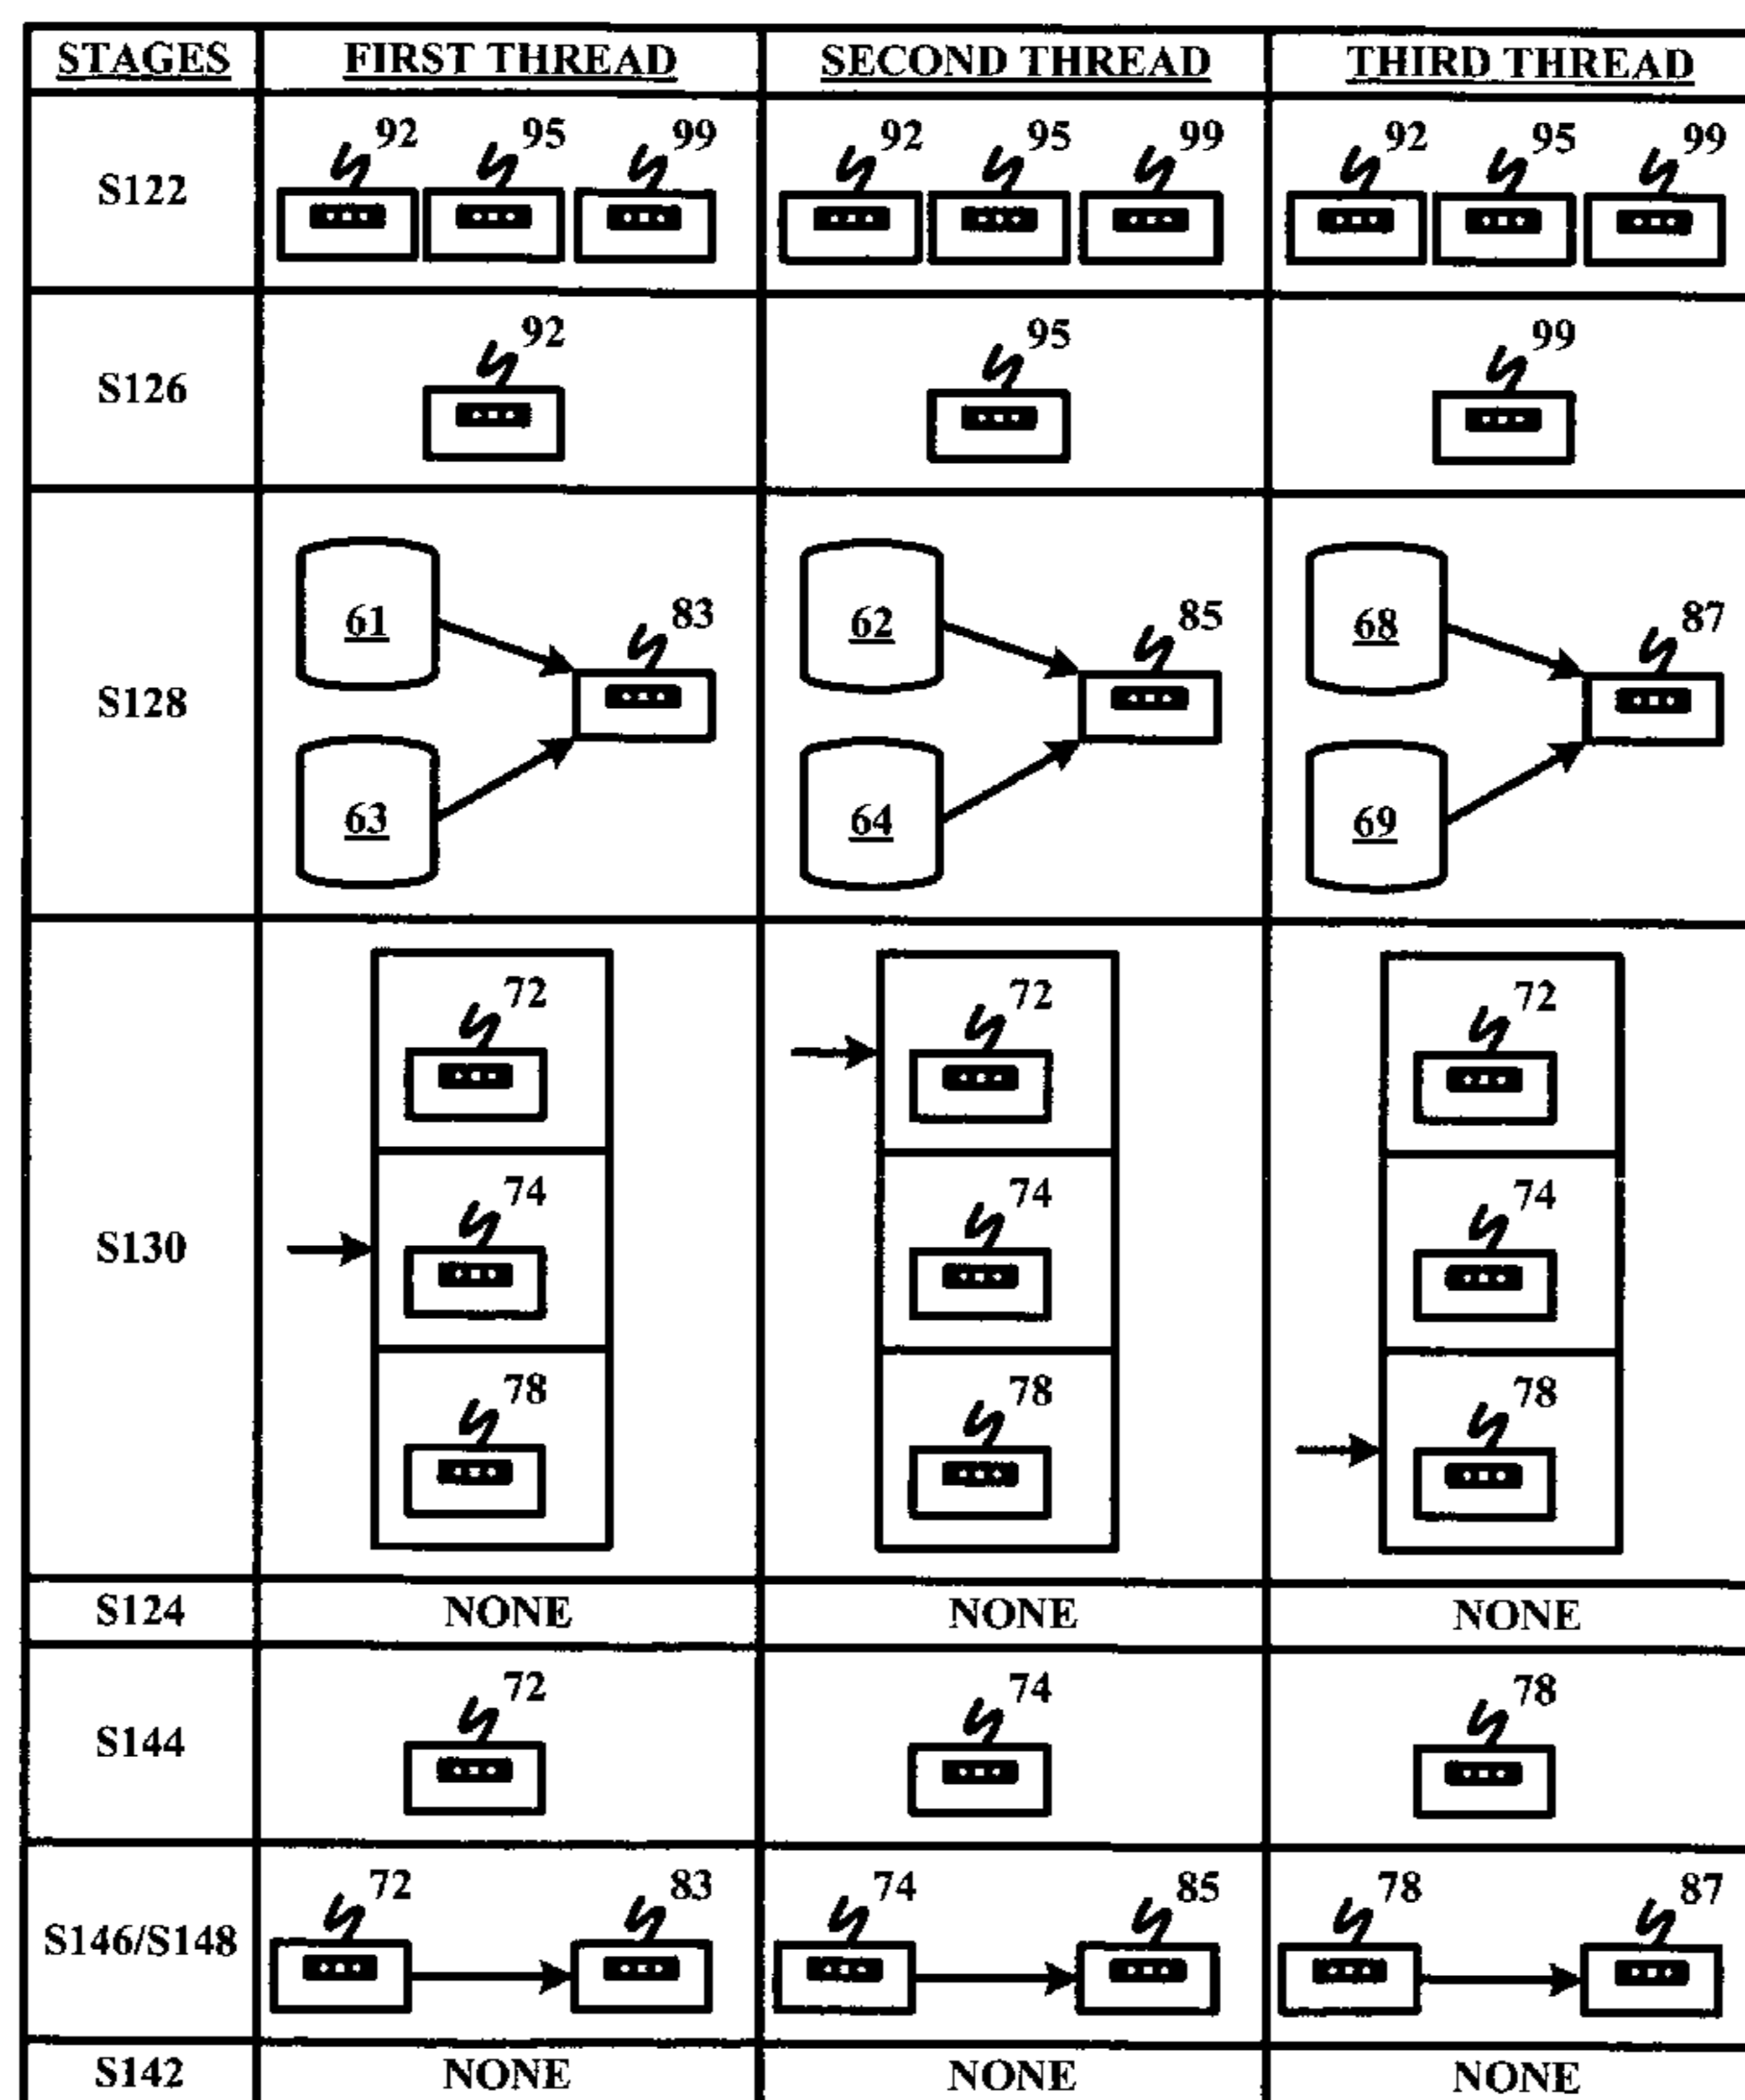 STAGES FIRST THREAD SECOND THREAD THIRD THREAD
92 95 99 92 95 99 92 95 99
S122
92 95 99
S126
61 83 62 85 68 87
S128
63 64 69
72 72 72
74 74 74
S130
78 78 78
S124 NONE NONE NONE
72 74 78
S144
72 83 74 85 78 87
S146/S148
S142 NONE NONE NONE